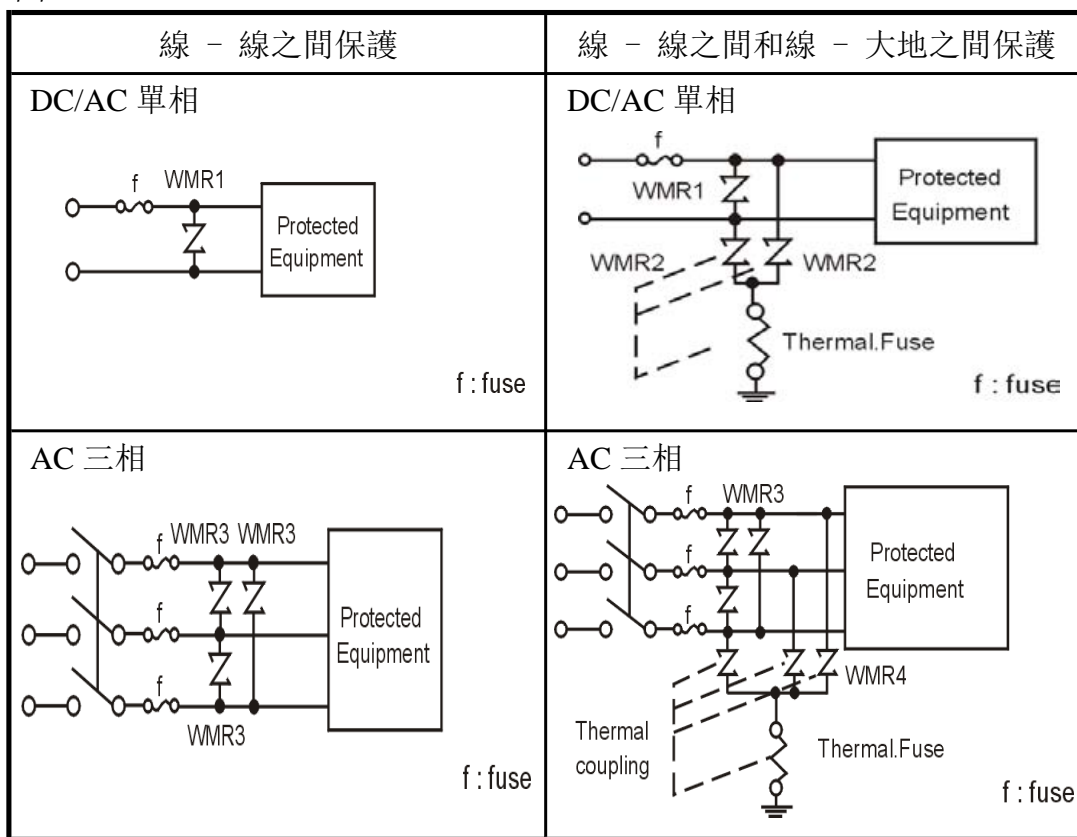 線 - 線之間保護
線 - 線之間和線 - 大地之間保護
DC/AC 單相
f WMR1
Protected
Equipment
f : fuse
DC/AC 單相
f
WMR1
Protected
Equipment
WMR2 WMR2
Thermal.Fuse
f : fuse
AC 三相
f WMR3 WMR3
f
f
WMR3
Protected
Equipment
f : fuse
AC 三相
f WMR3
f
f
Protected
Equipment
WMR4
Thermal
coupling
Thermal.Fuse
f : fuse